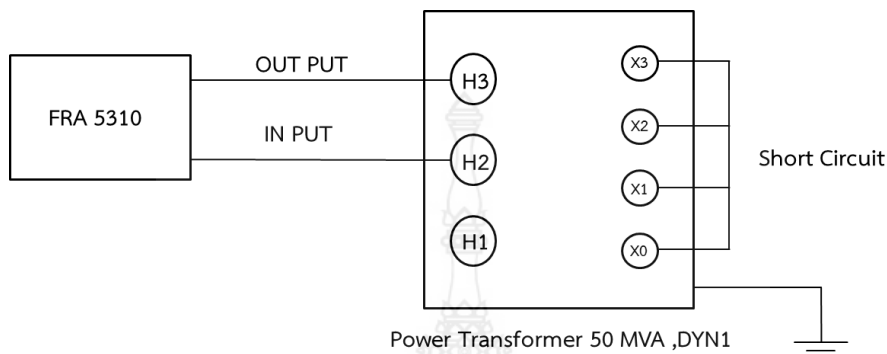 OUT PUT
FRA 5310
IN PUT
H3
H2
H1
X3
X2
X1
X0
Short Circuit
Power Transformer 50 MVA ,DYN1